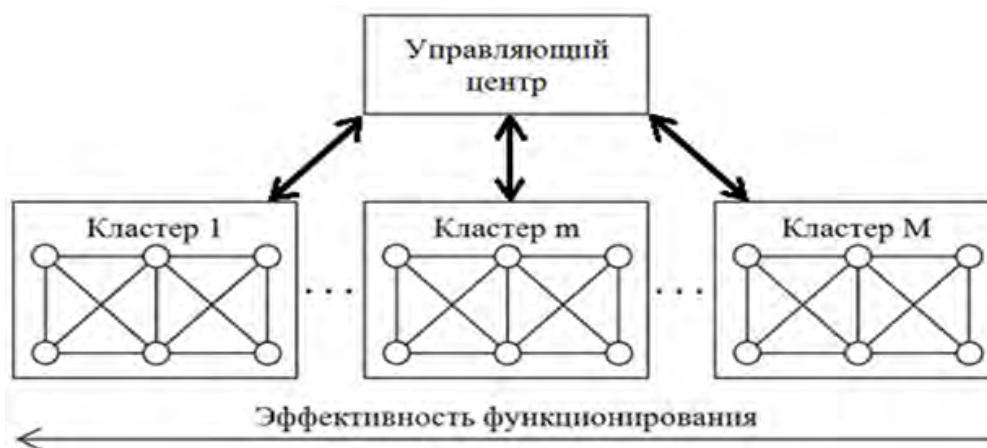 Управляющий
центр
Кластер 1
Кластер m
Кластер M
. . .
. . .
Эффективность функционирования